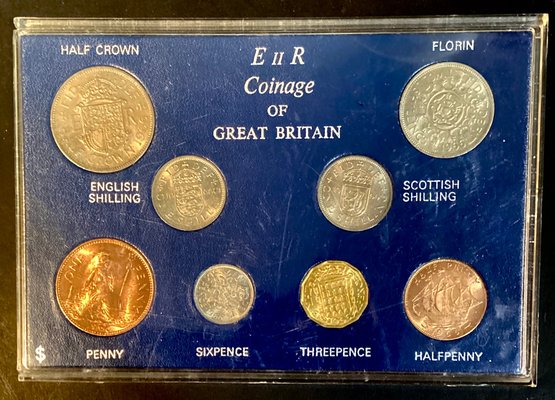 HALF CROWN
E II R
FLORIN
Coinage
OF
GREAT BRITAIN
ENGLISH
SHILLING
SCOTTISH
SHILLING
PENNY
SIXPENCE
THREEPENCE
HALFPENNY
$